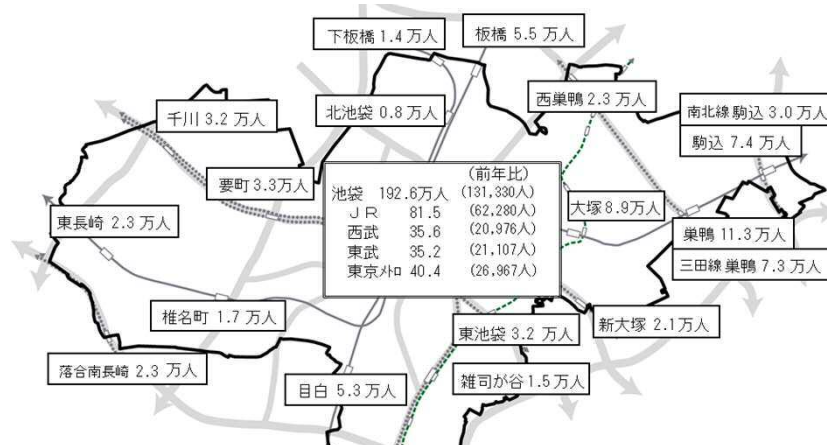 下板橋 1.4 万人
板橋 5.5 万人
千川 3.2 万人
北池袋 0.8 万人
西巣鴨 2.3 万人
南北線 駒込 3.0 万人
駒込 7.4 万人
要町 3.3万人
(前年比)
池袋 192.6万人 (131,330人)
JR 81.5 (62,280人)
西武 35.6 (20,976人)
東武 35.2 (21,107人)
東京メトロ 40.4 (26,967人)
東長崎 2.3 万人
大塚 8.9万人
巣鴨 11.3 万人
三田線 巣鴨 7.3 万人
椎名町 1.7 万人
東池袋 3.2 万人
新大塚 2.1万人
落合南長崎 2.3 万人
目白 5.3 万人
雑司が谷 1.5 万人